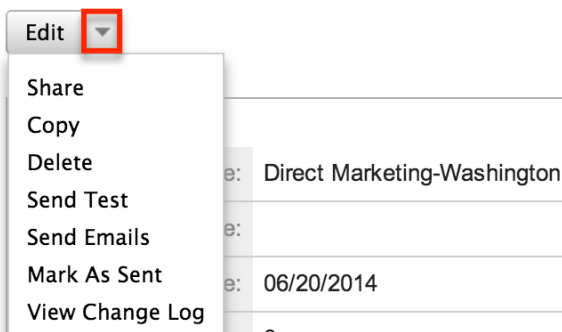 Edit
Share
Copy
Delete
Send Test
e: Direct Marketing-Washington
Send Emails
e:
Mark As Sent
e: 06/20/2014
View Change Log